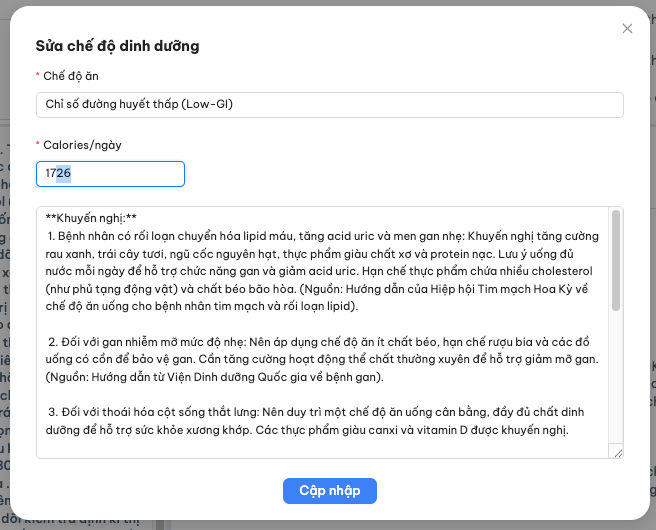 Sửa chế độ dinh dưỡng
* Chế độ ăn
Chỉ số đường huyết thấp (Low-GI)
* Calories/ngày
1726
**Khuyến nghị:**
1. Bệnh nhân có rối loạn chuyển hóa lipid máu, tăng acid uric và men gan nhẹ: Khuyến nghị tăng cường
rau xanh, trái cây tươi, ngũ cốc nguyên hạt, thực phẩm giàu chất xơ và protein nạc. Lưu ý uống đủ
nước mỗi ngày để hỗ trợ chức năng gan và giảm acid uric. Hạn chế thực phẩm chứa nhiều cholesterol
(như phủ tạng động vật) và chất béo bão hòa. (Nguồn: Hướng dẫn của Hiệp hội Tim mạch Hoa Kỳ về
chế độ ăn uống cho bệnh nhân tim mạch và rối loạn lipid).
2. Đối với gan nhiễm mỡ mức độ nhẹ: Nên áp dụng chế độ ăn ít chất béo, hạn chế rượu bia và các đồ
uống có cồn để bảo vệ gan. Cần tăng cường hoạt động thể chất thường xuyên để hỗ trợ giảm mỡ gan.
(Nguồn: Hướng dẫn từ Viện Dinh dưỡng Quốc gia về bệnh gan).
3. Đối với thoái hóa cột sống thắt lưng: Nên duy trì một chế độ ăn uống cân bằng, đầy đủ chất dinh
dưỡng để hỗ trợ sức khỏe xương khớp. Các thực phẩm giàu canxi và vitamin D được khuyến nghị.
Cập nhập